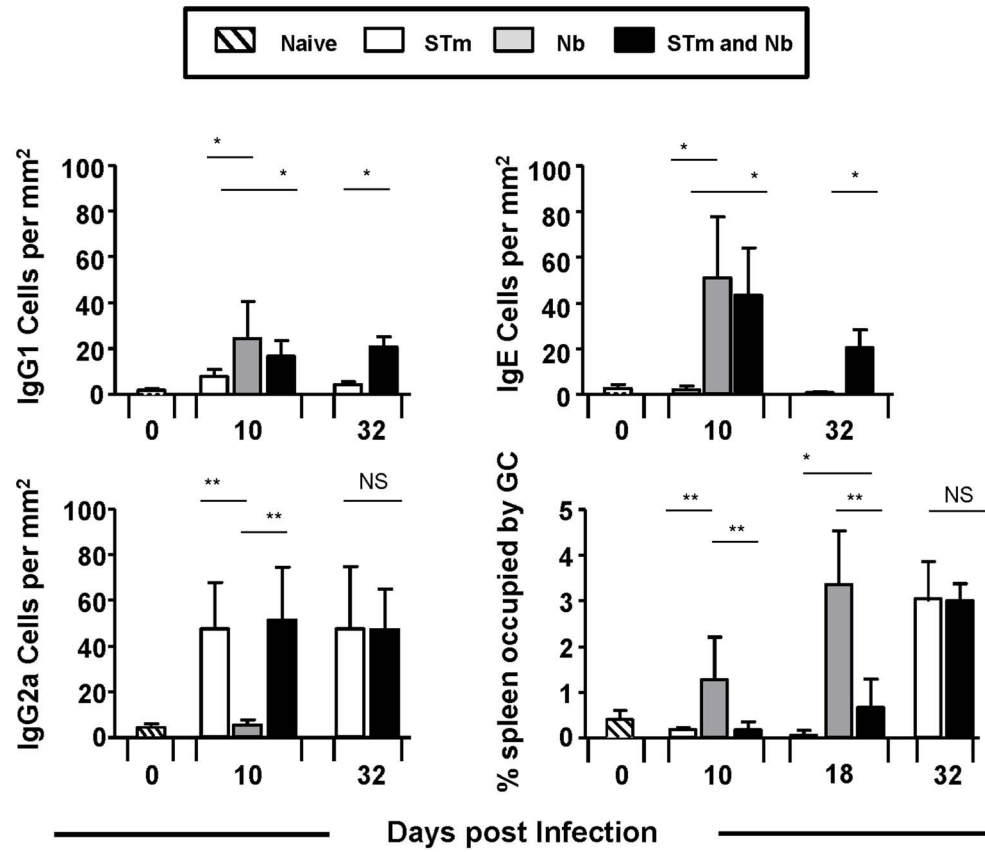 Naive STm Nb STm and Nb
IgG1 Cells per mm²
100
80
60
40
20
0
* * *
0 10 32
IgE Cells per mm²
100
80
60
40
20
0
* * *
0 10 32
IgG2a Cells per mm²
100
80
60
40
20
0
** ** NS
0 10 32
% spleen occupied by GC
5
4
3
2
1
0
** ** * ** NS
0 10 18 32
Days post Infection